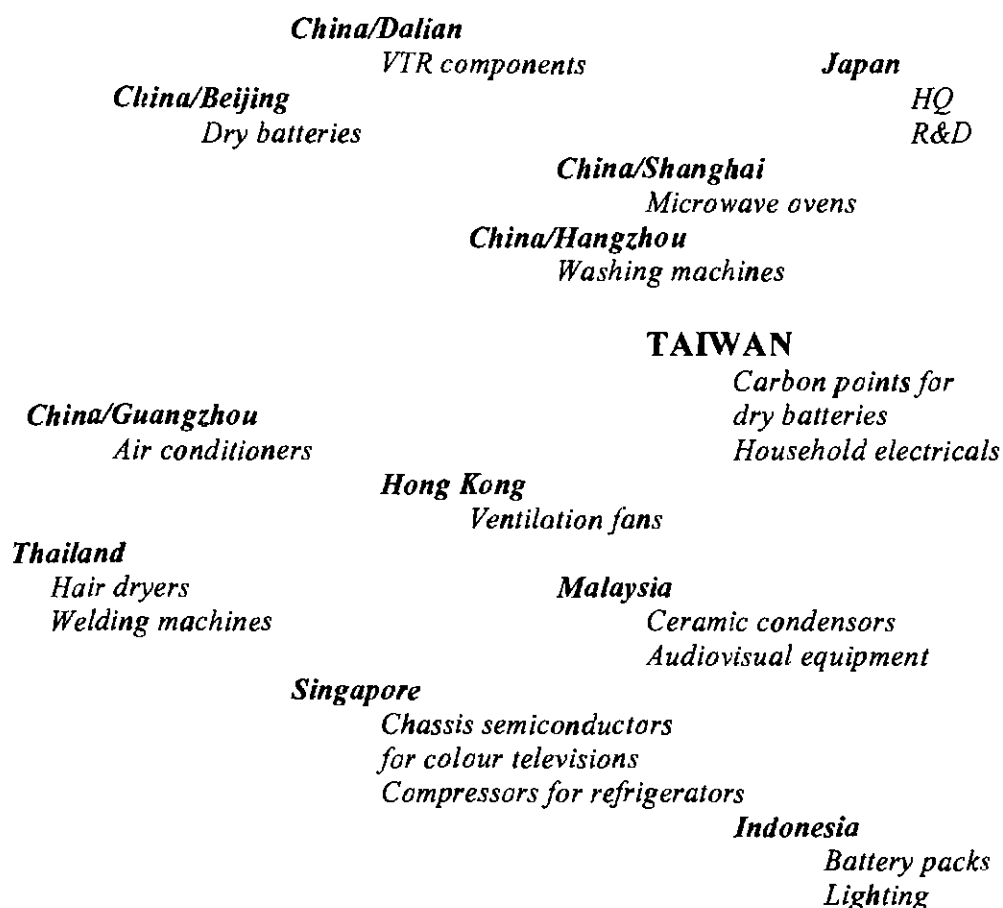 China/Dalian
VTR components
Japan
China/Beijing
HQ
Dry batteries
R&D
China/Shanghai
Microwave ovens
China/Hangzhou
Washing machines
TAIWAN
Carbon points for
China/Guangzhou
dry batteries
Air conditioners
Household electricals
Hong Kong
Ventilation fans
Thailand
Hair dryers
Malaysia
Welding machines
Ceramic condensors
Audiovisual equipment
Singapore
Chassis semiconductors
for colour televisions
Compressors for refrigerators
Indonesia
Battery packs
Lighting